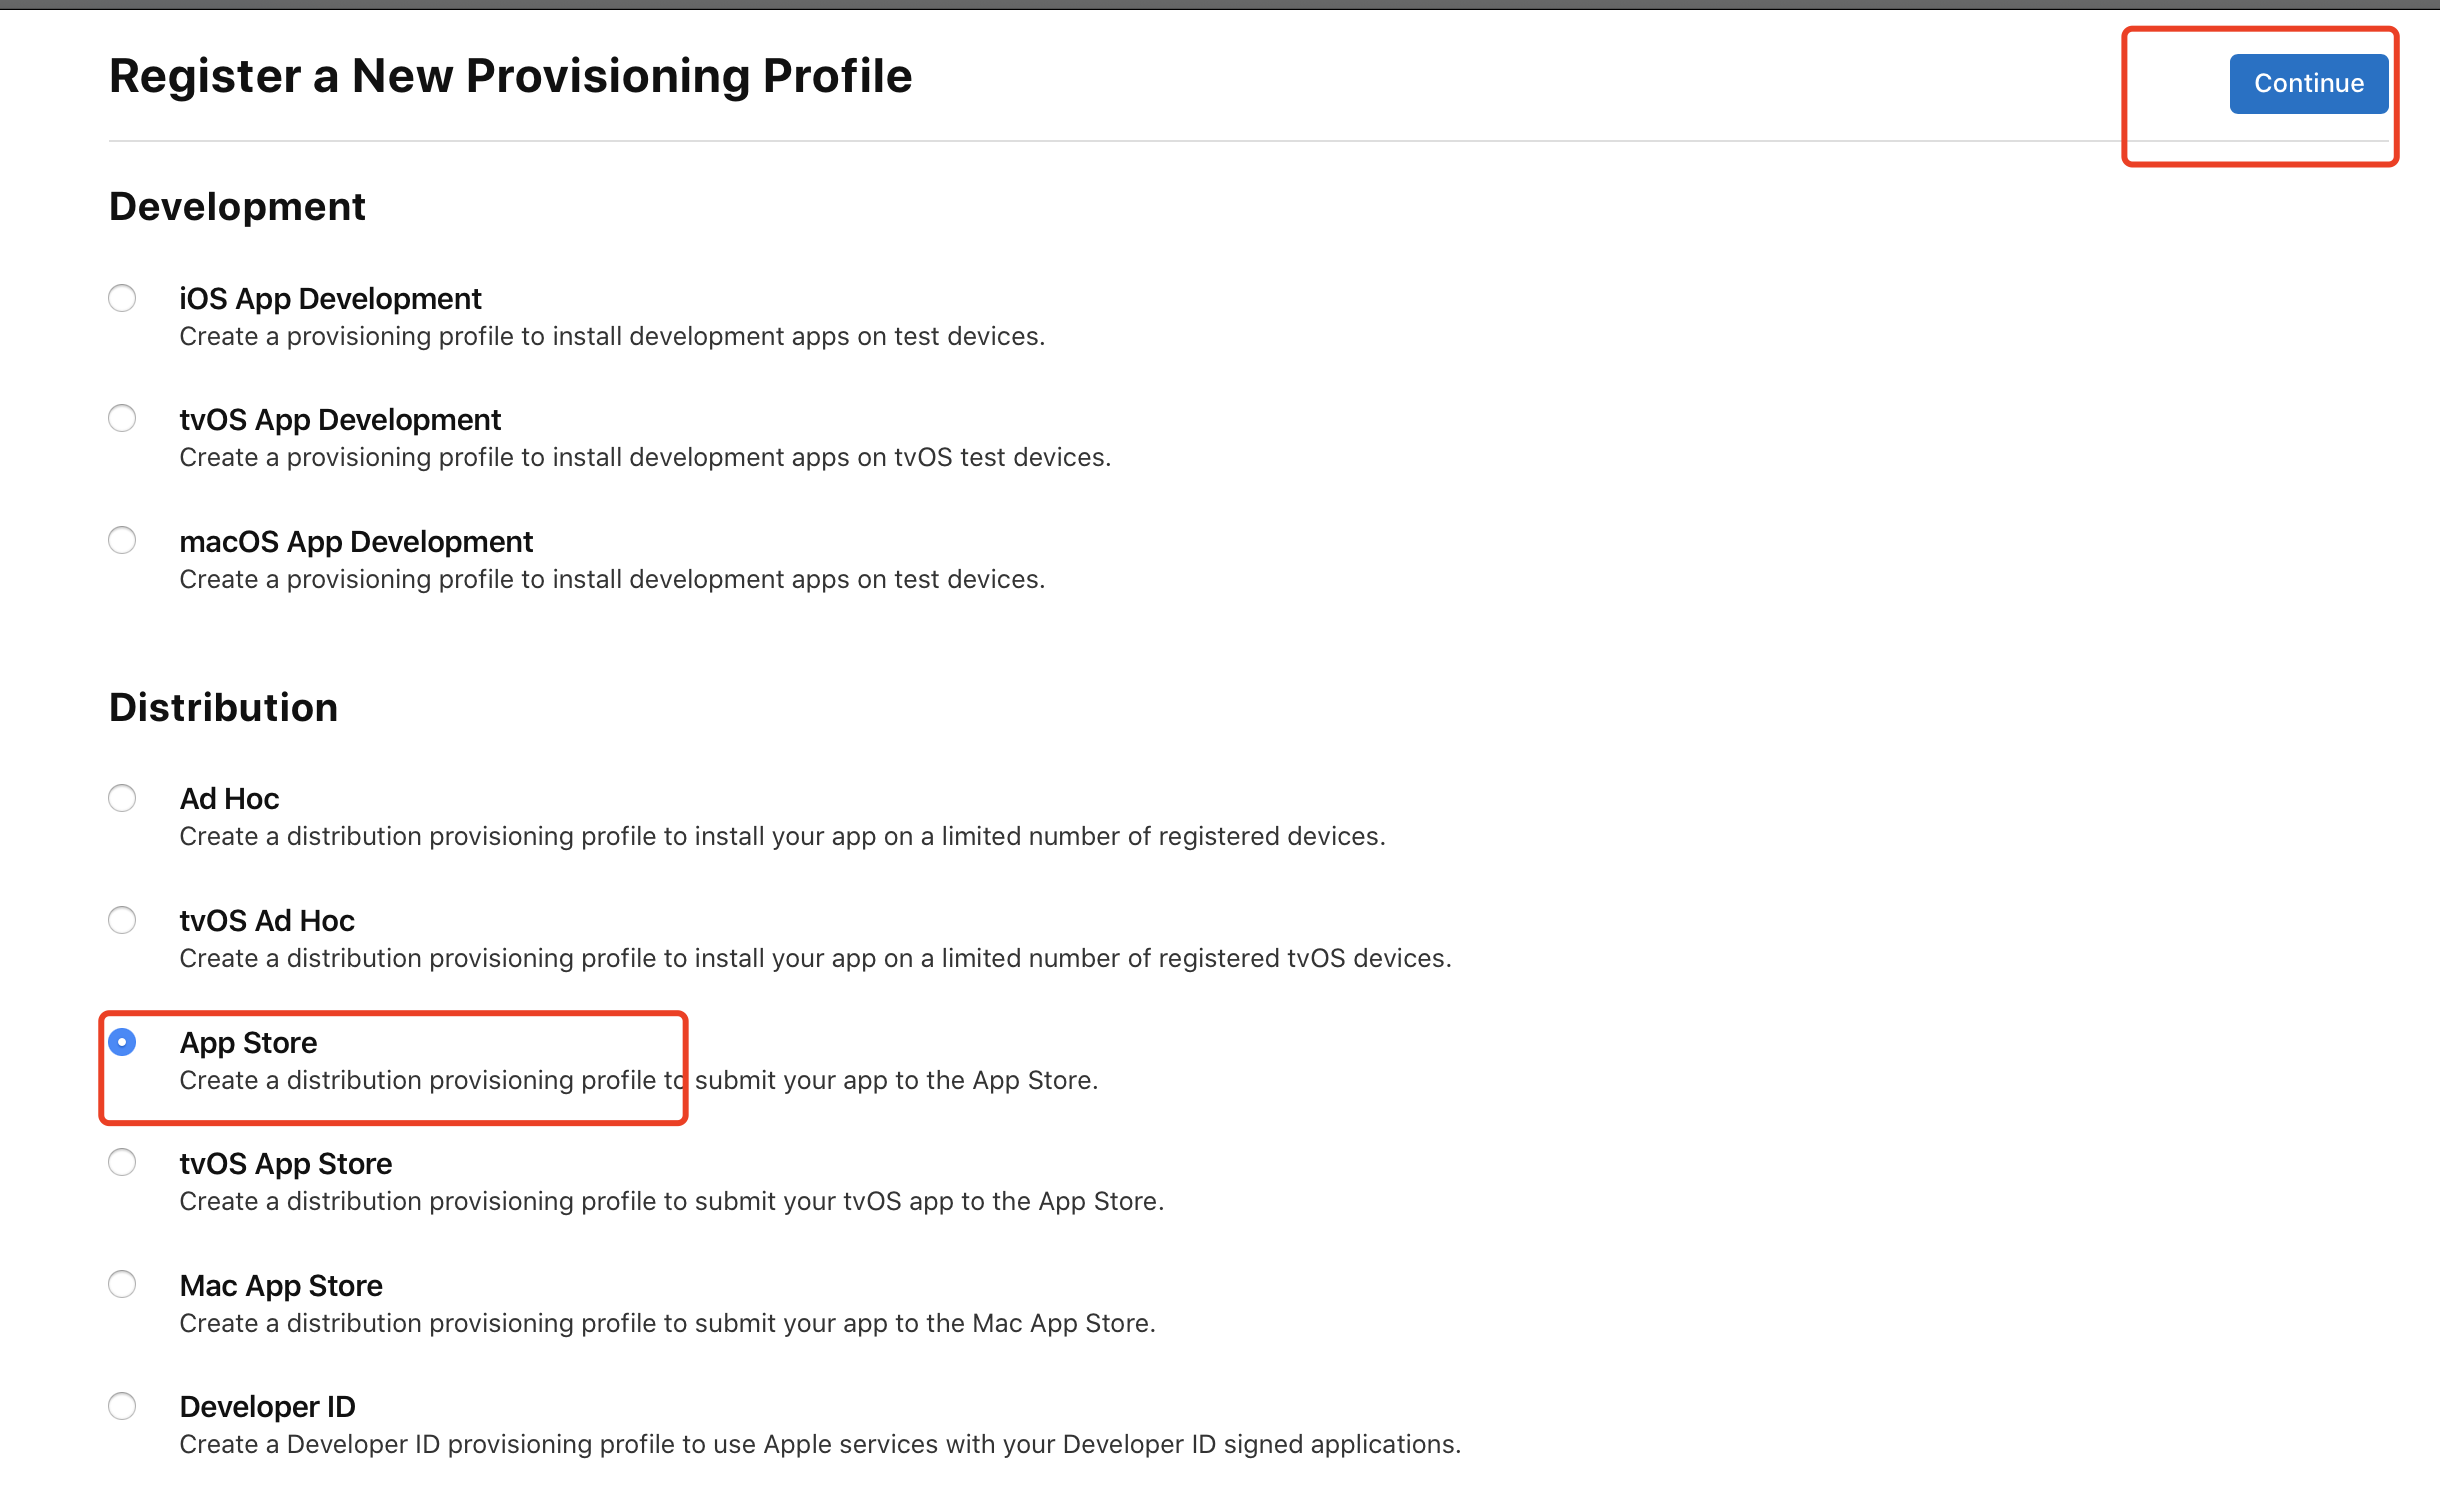 Register a New Provisioning Profile
Continue
Development
iOS App Development
Create a provisioning profile to install development apps on test devices.
tvOS App Development
Create a provisioning profile to install development apps on tvOS test devices.
macOS App Development
Create a provisioning profile to install development apps on test devices.
Distribution
Ad Hoc
Create a distribution provisioning profile to install your app on a limited number of registered devices.
tvOS Ad Hoc
Create a distribution provisioning profile to install your app on a limited number of registered tvOS devices.
App Store
Create a distribution provisioning profile to submit your app to the App Store.
tvOS App Store
Create a distribution provisioning profile to submit your tvOS app to the App Store.
Mac App Store
Create a distribution provisioning profile to submit your app to the Mac App Store.
Developer ID
Create a Developer ID provisioning profile to use Apple services with your Developer ID signed applications.